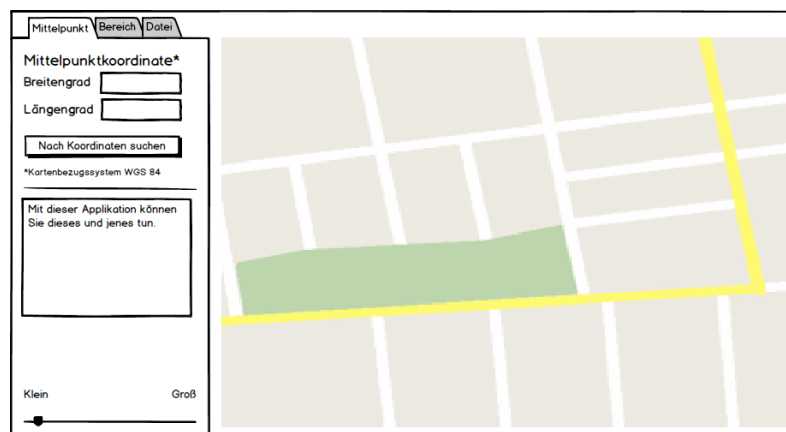 Mittelpunkt Bereich Datei
Mittelpunktkoordinate*
Breitengrad
Längengrad
Nach Koordinaten suchen
*Kartenbezugssystem WGS 84
Mit dieser Applikation können
Sie dieses und jenes tun.
Klein Groß